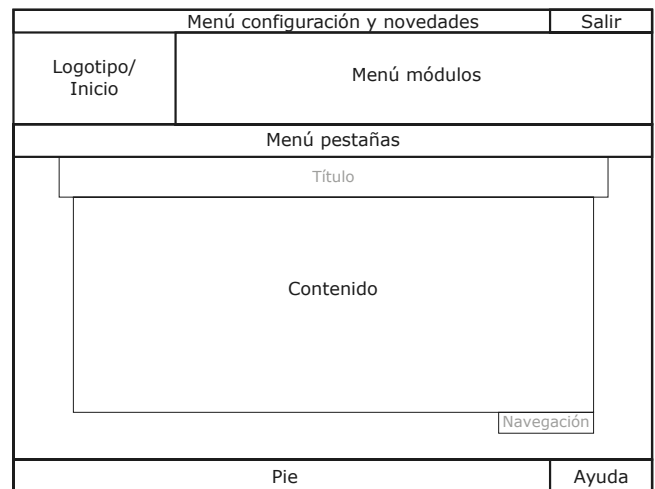 Menú configuración y novedades
Salir
Logotipo/
Inicio
Menú módulos
Menú pestañas
Título
Contenido
Navegación
Pie
Ayuda